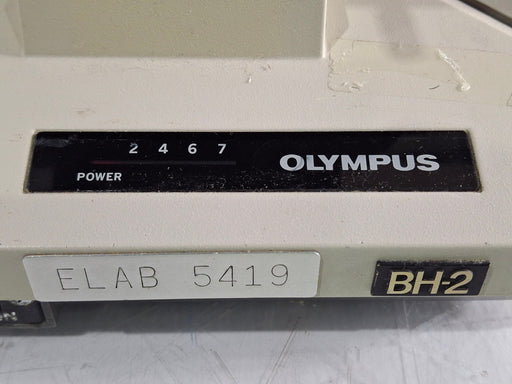 2 4 6 7
POWER
OLYMPUS
ELAB 5419
BH-2